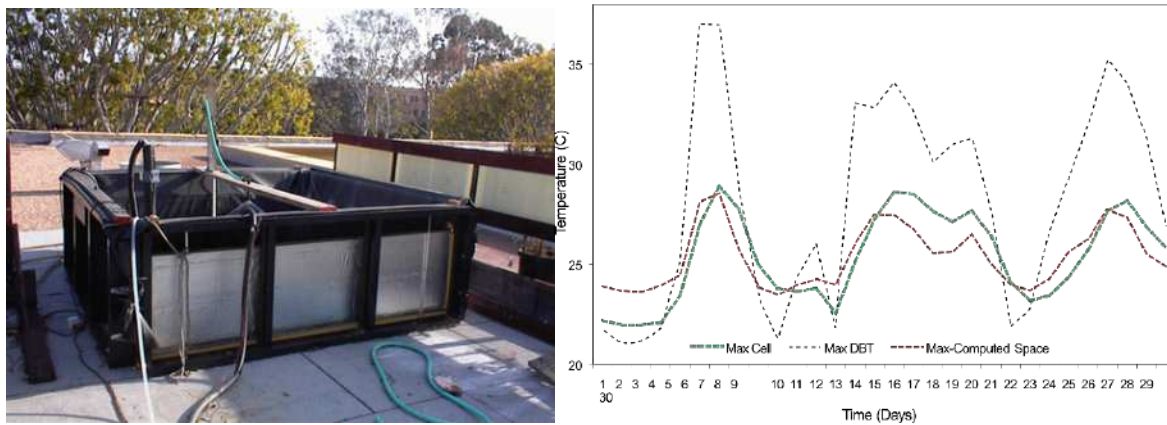 35
30
25
20
Temperature (C)
Max Cell
Max DBT
Max-Computed Space
1 2 3 4 5 6 7 8 9 10 11 12 13 14 15 16 17 18 19 20 21 22 23 24 25 26 27 28 29 1
30
Time (Days)